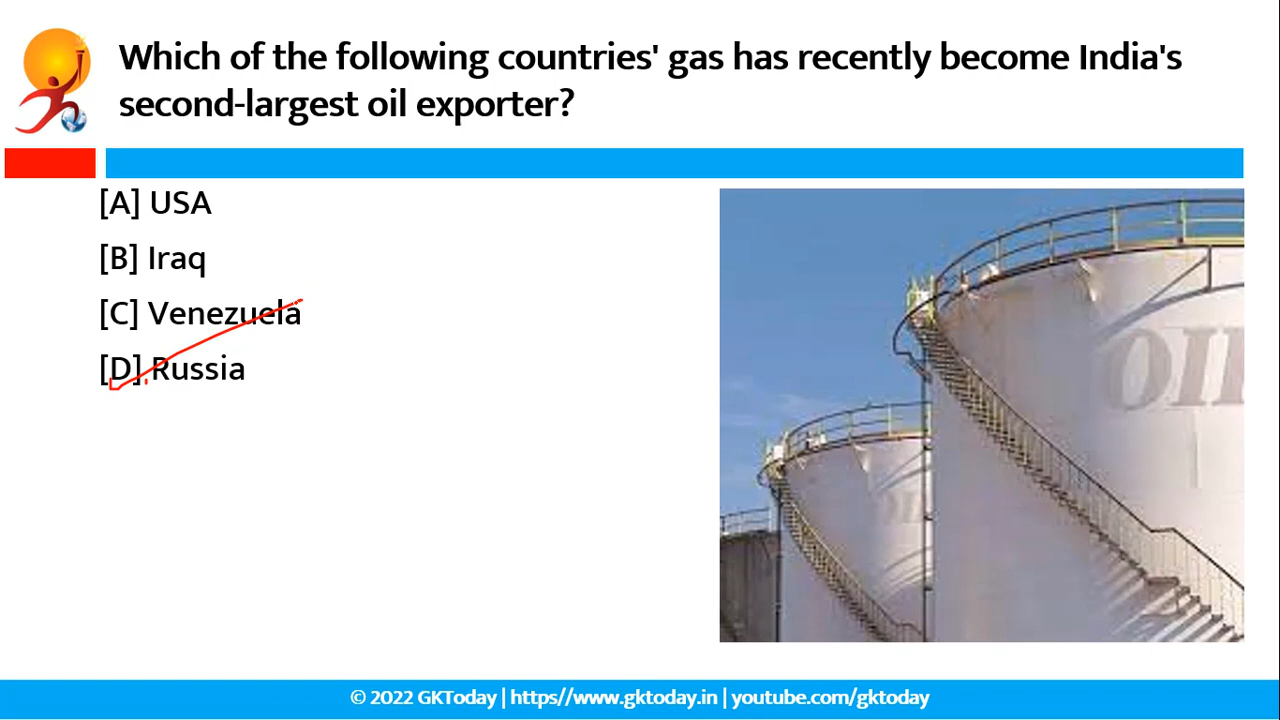 Which of the following countries' gas has recently become India's
second-largest oil exporter?
[A] USA
[B] Iraq
[C] Venezuela
[D] Russia
OIL
© 2022 GKToday | https//www.gktoday.in | youtube.com/gktoday